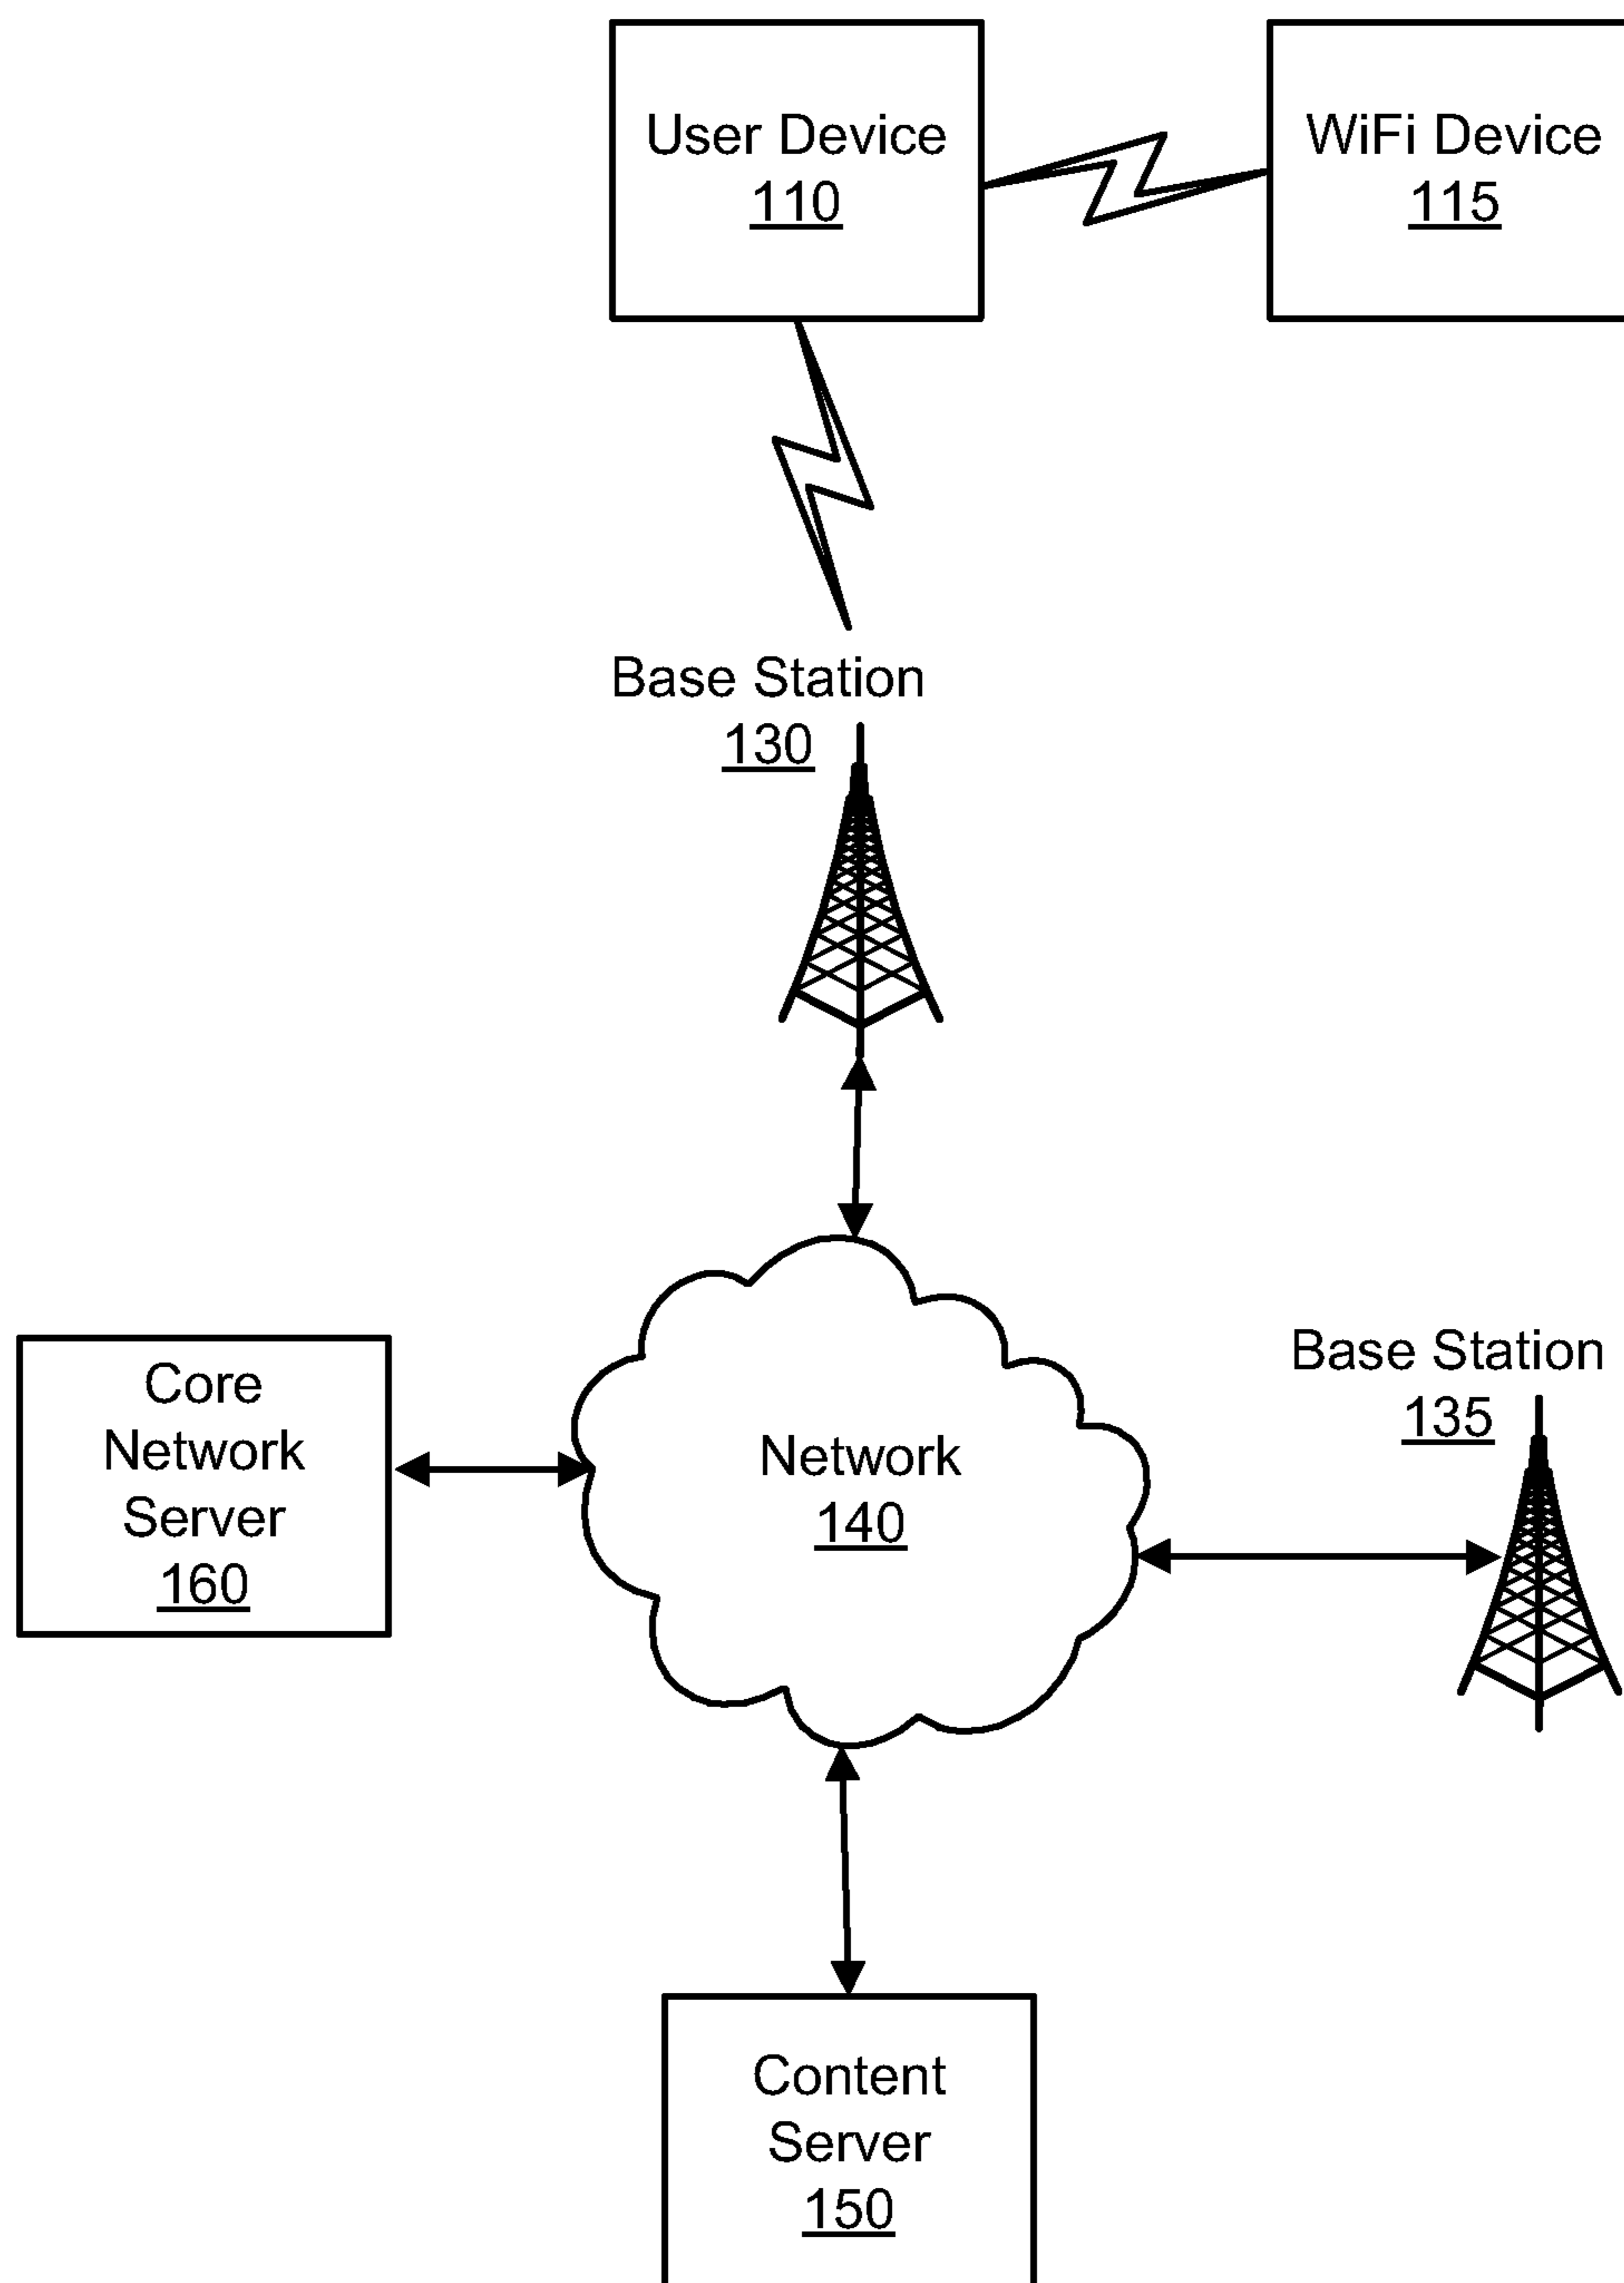 User Device
110
WiFi Device
115
Base Station
130
Core
Network
Server
160
Network
140
Base Station
135
Content
Server
150